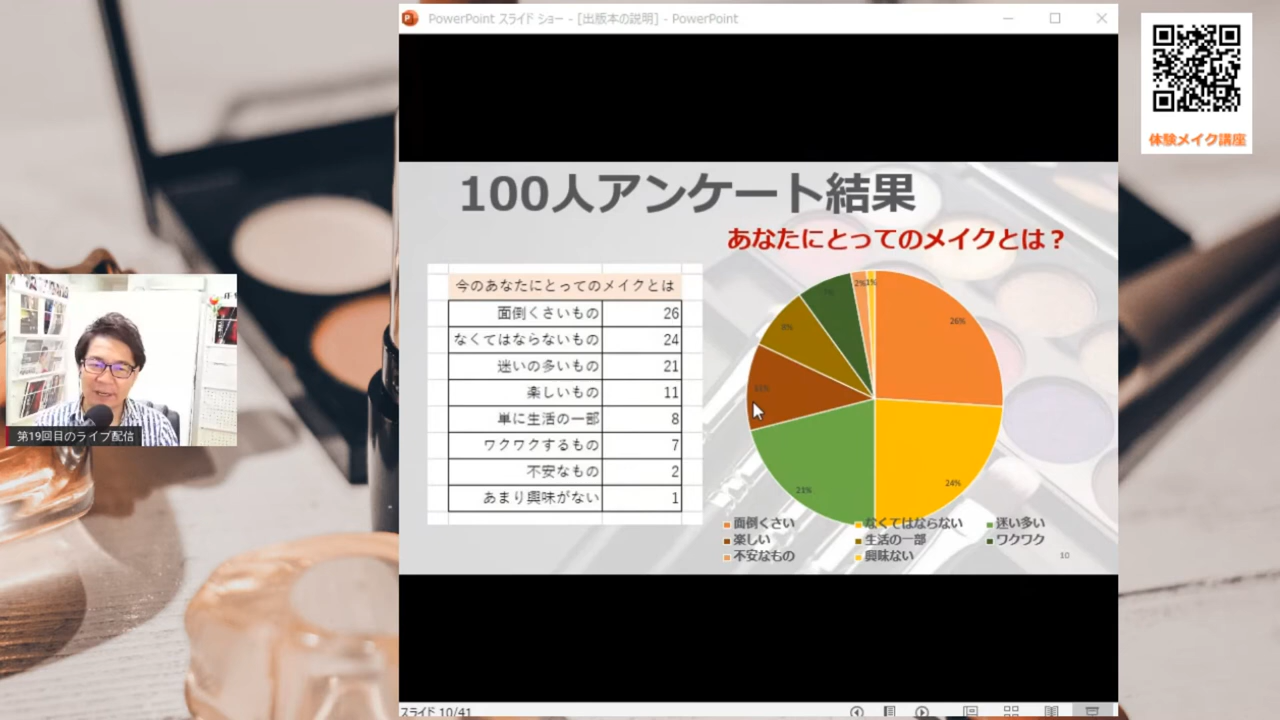 PowerPoint スライド ショー - [出版本の説明] - PowerPoint
体験メイク講座
100人アンケート結果
あなたにとってのメイクとは？
今のあなたにとってのメイクとは
面倒くさいもの 26
なくてはならないもの 24
迷いの多いもの 21
楽しいもの 11
単に生活の一部 8
ワクワクするもの 7
不安なもの 2
あまり興味がない 1
2% 1%
7%
26%
8%
11%
21%
24%
面倒くさい なくてはならない 迷い多い
楽しい 生活の一部 ワクワク
不安なもの 興味ない
10
第19回目のライブ配信
スライド 10/41